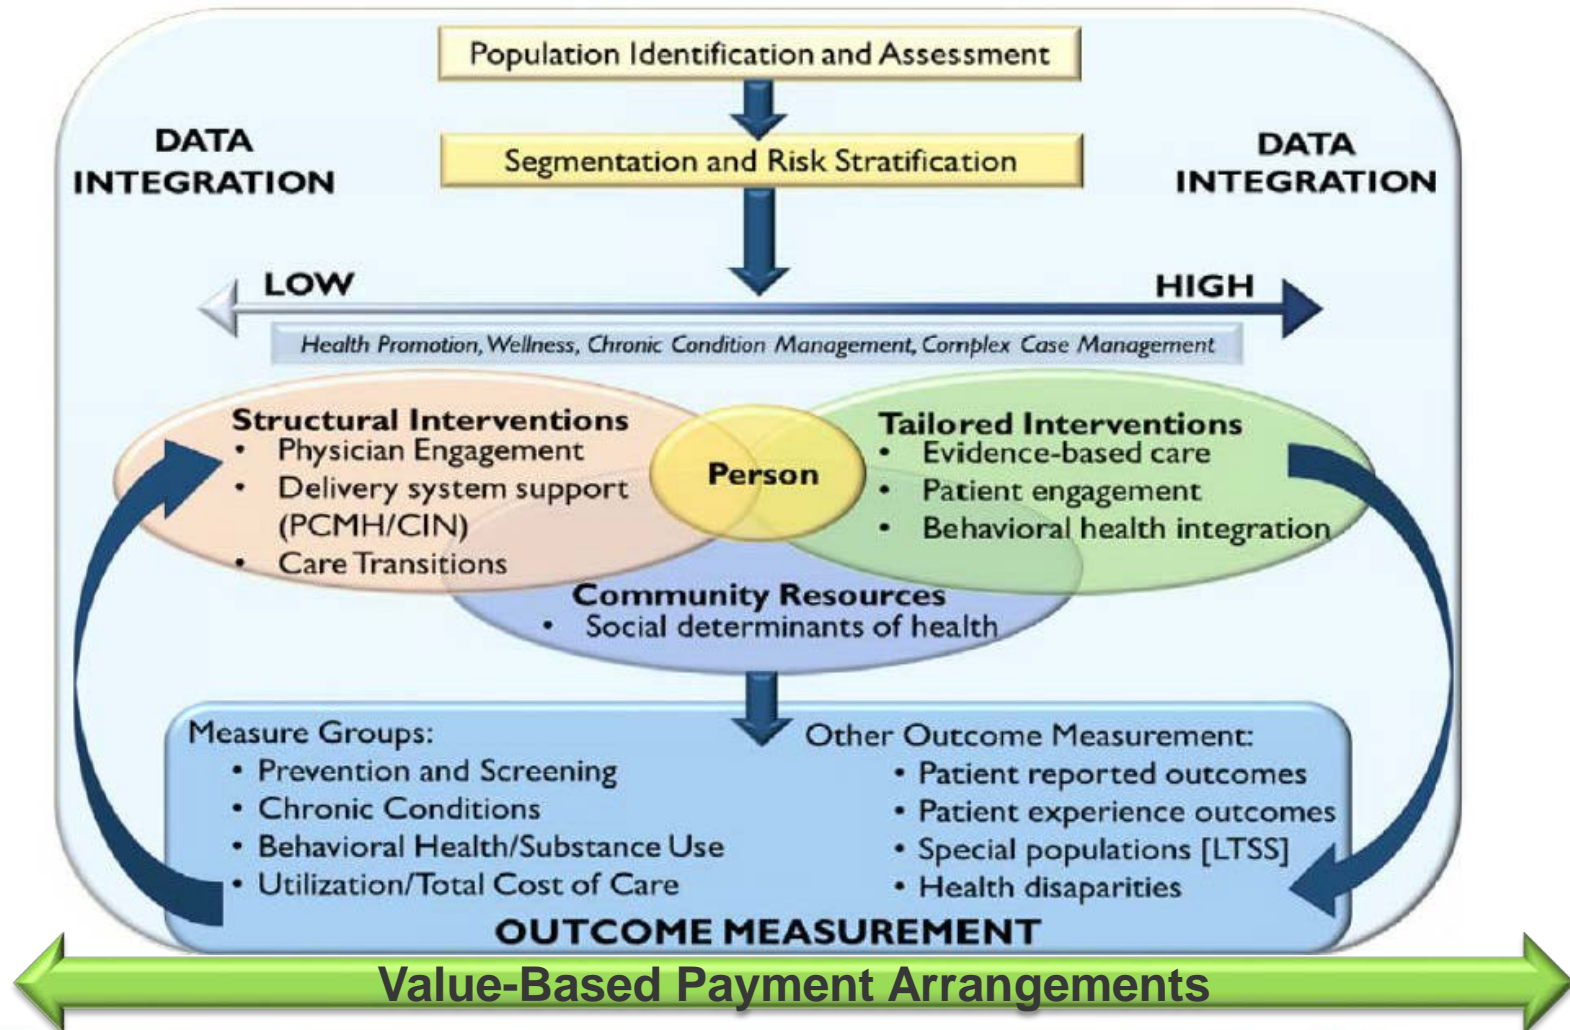 Population Identification and Assessment
DATA
INTEGRATION
Segmentation and Risk Stratification
DATA
INTEGRATION
LOW
HIGH
Health Promotion, Wellness, Chronic Condition Management, Complex Case Management
Structural Interventions
• Physician Engagement
• Delivery system support
(PCMH/CIN)
• Care Transitions
Person
Tailored Interventions
• Evidence-based care
• Patient engagement
• Behavioral health integration
Community Resources
• Social determinants of health
Measure Groups:
• Prevention and Screening
• Chronic Conditions
• Behavioral Health/Substance Use
• Utilization/Total Cost of Care
Other Outcome Measurement:
• Patient reported outcomes
• Patient experience outcomes
• Special populations [LTSS]
• Health disaparities
OUTCOME MEASUREMENT
Value-Based Payment Arrangements